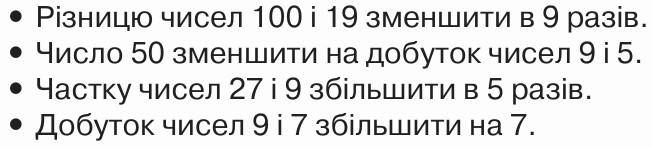 • Різницю чисел 100 і 19 зменшити в 9 разів.
• Число 50 зменшити на добуток чисел 9 і 5.
• Частку чисел 27 і 9 збільшити в 5 разів.
• Добуток чисел 9 і 7 збільшити на 7.